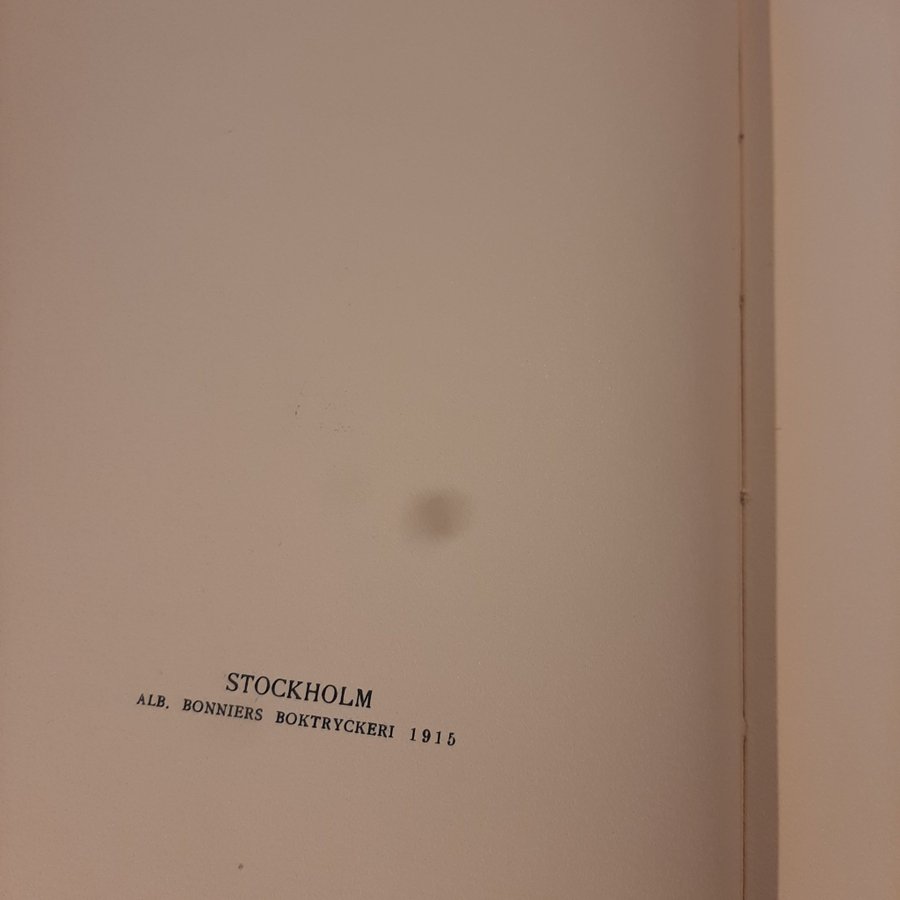 STOCKHOLM
ALB. BONNIERS BOKTRYCKERI 1915